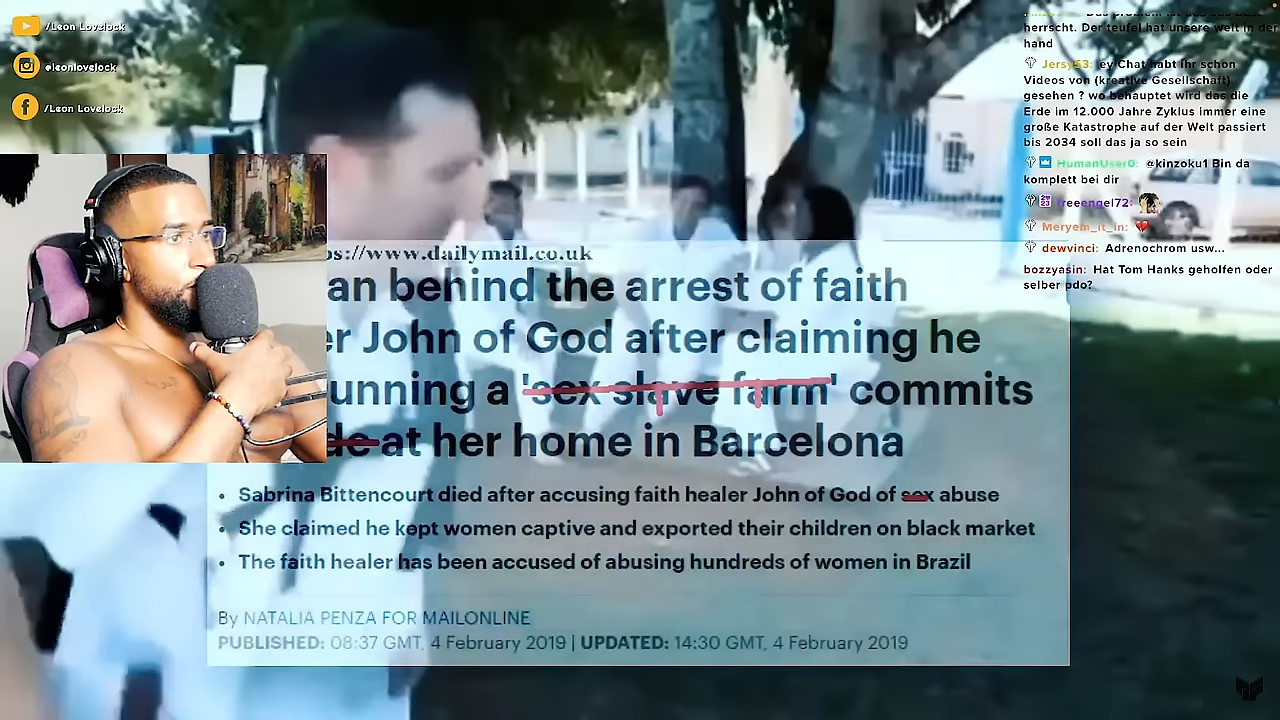 /Leon Lovelock
@leonlovelock
/Leon Lovelock
herrscht. Der teufel hat unsere welt in der
hand
Jersy53: ey Chat habt ihr schon
Videos von (kreative Gesellschaft)
gesehen ? wo behauptet wird das die
Erde im 12.000 Jahre Zyklus immer eine
große Katastrophe auf der Welt passiert
bis 2034 soll das ja so sein
HumanUser0: @kinzoku1 Bin da
komplett bei dir
freeengel72:
Meryem_it_in:
dewvinci: Adrenochrom usw...
bozzyasin: Hat Tom Hanks geholfen oder
selber pdo?
ps://www.dailymail.co.uk
an behind the arrest of faith
er John of God after claiming he
unning a 'sex slave farm' commits
de at her home in Barcelona
• Sabrina Bittencourt died after accusing faith healer John of God of sex abuse
• She claimed he kept women captive and exported their children on black market
• The faith healer has been accused of abusing hundreds of women in Brazil
By NATALIA PENZA FOR MAILONLINE
PUBLISHED: 08:37 GMT, 4 February 2019 | UPDATED: 14:30 GMT, 4 February 2019